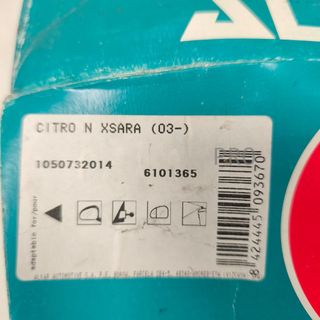 CITRO N XSARA (03-)
1050732014 6101365
adaptable for/pour
8 424445 093670